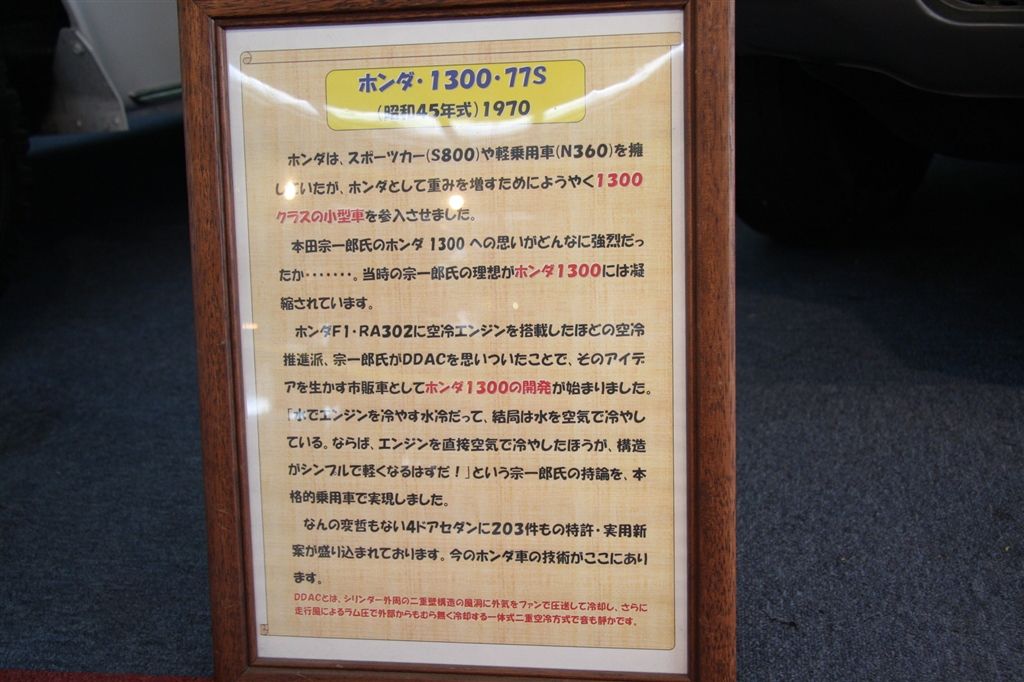 ホンダ・1300・77S
(昭和45年式)1970
ホンダは、スポーツカー(S800)や軽乗用車(N360)を擁
していたが、ホンダとして重みを増すためにようやく1300
クラスの小型車を参入させました。
本田宗一郎氏のホンダ 1300 への思いがどんなに強烈だっ
たか・・・・・・・。当時の宗一郎氏の理想がホンダ1300には凝
縮されています。
ホンダF1・RA302に空冷エンジンを搭載したほどの空冷
推進派、宗一郎氏がDDACを思いついたことで、そのアイデ
アを生かす市販車としてホンダ1300の開発が始まりました。
「水でエンジンを冷やす水冷だって、結局は水を空気で冷やし
ている。ならば、エンジンを直接空気で冷やしたほうが、構造
がシンプルで軽くなるはずだ！」という宗一郎氏の持論を、本
格的乗用車で実現しました。
なんの変哲もない4ドアセダンに203件もの特許・実用新
案が盛り込まれております。今のホンダ車の技術がここにあり
ます。
DDACとは、シリンダー外周の二重壁構造の風洞に外気をファンで圧送して冷却し、さらに
走行風によるラム圧で外部からもむら無く冷却する一体式二重空冷方式で音も静かです。